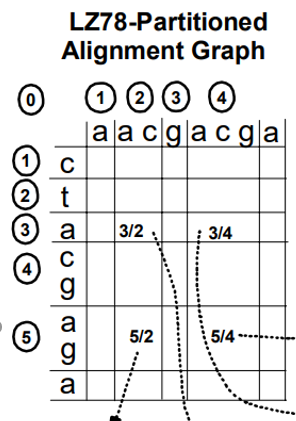 LZ78-Partitioned
Alignment Graph
0 1 2 3 4
a a c g a c g a
1 c
2 t
3 a 3/2 3/4
c
4
g
a
5 5/2 5/4
g
a